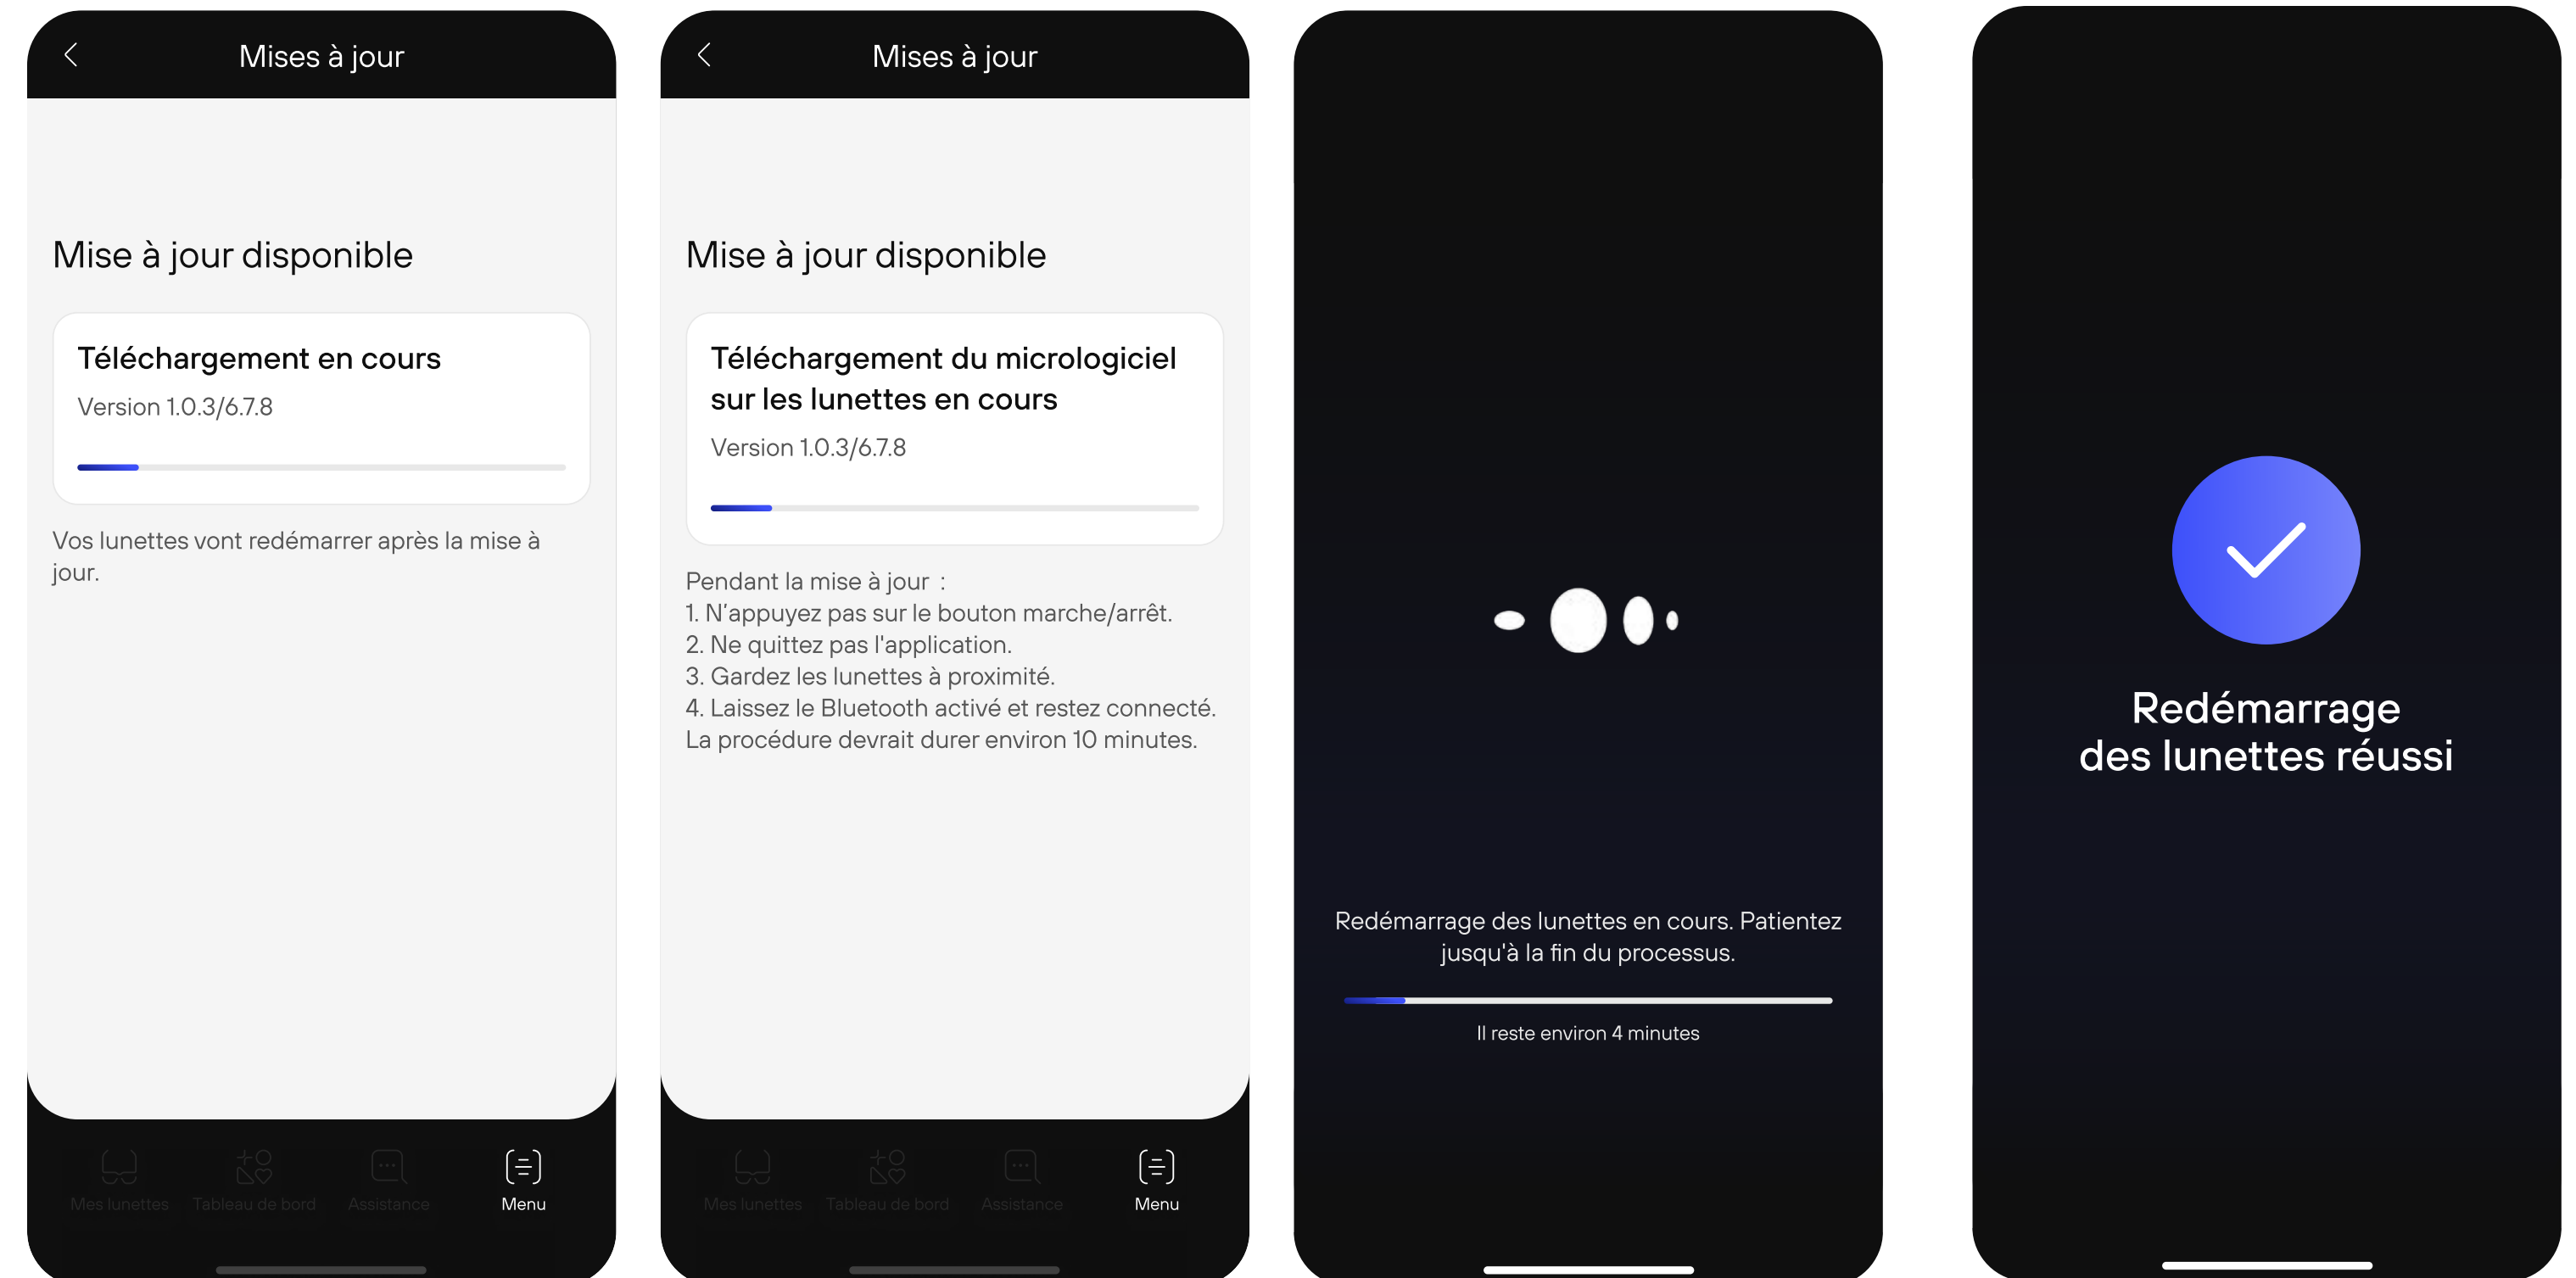 Mises à jour
Mise à jour disponible
Téléchargement en cours
Version 1.0.3/6.7.8
Vos lunettes vont redémarrer après la mise à
jour.
Mes lunettes
Tableau de bord
Assistance
Menu
Mises à jour
Mise à jour disponible
Téléchargement du micrologiciel
sur les lunettes en cours
Version 1.0.3/6.7.8
Pendant la mise à jour  :
1. N’appuyez pas sur le bouton marche/arrêt.
2. Ne quittez pas l'application.
3. Gardez les lunettes à proximité.
4. Laissez le Bluetooth activé et restez connecté.
La procédure devrait durer environ 10 minutes.
Mes lunettes
Tableau de bord
Assistance
Menu
Redémarrage des lunettes en cours. Patientez
jusqu'à la fin du processus.
Il reste environ 4 minutes
Redémarrage
des lunettes réussi